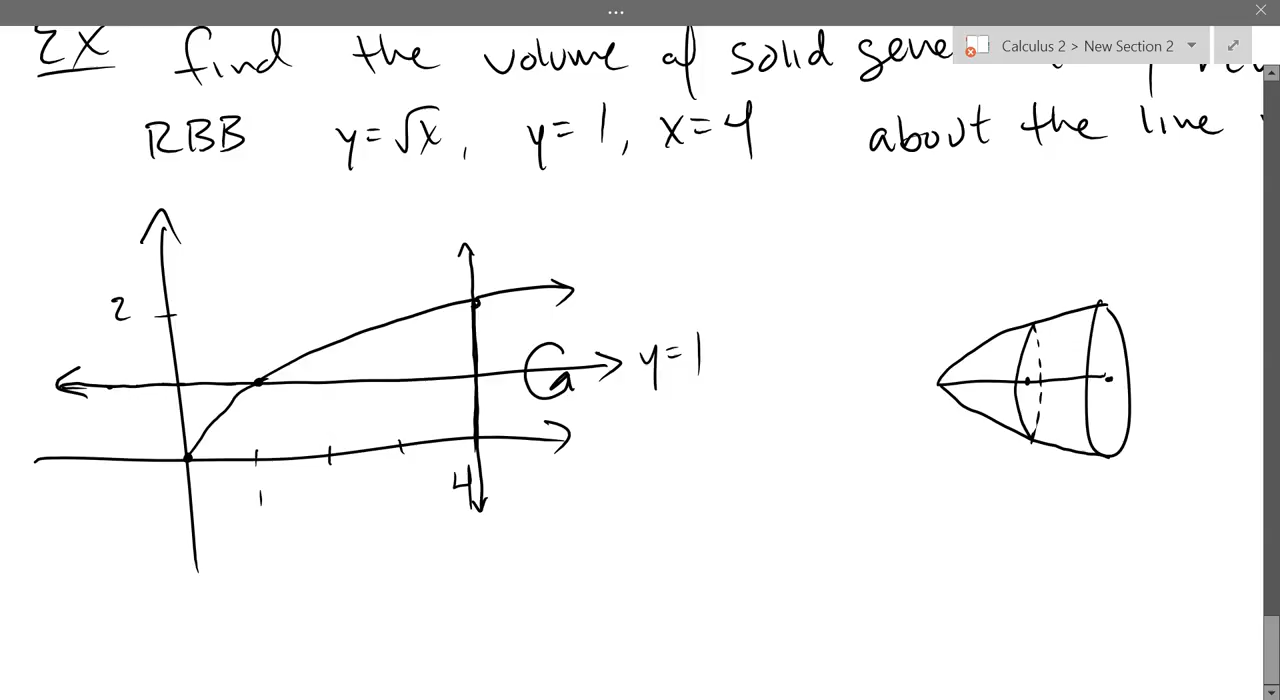 Ex find the volume of solid
Calculus 2 > New Section 2
RBB y=√x, y=1, x=4 about the line
2
y=1
1
4